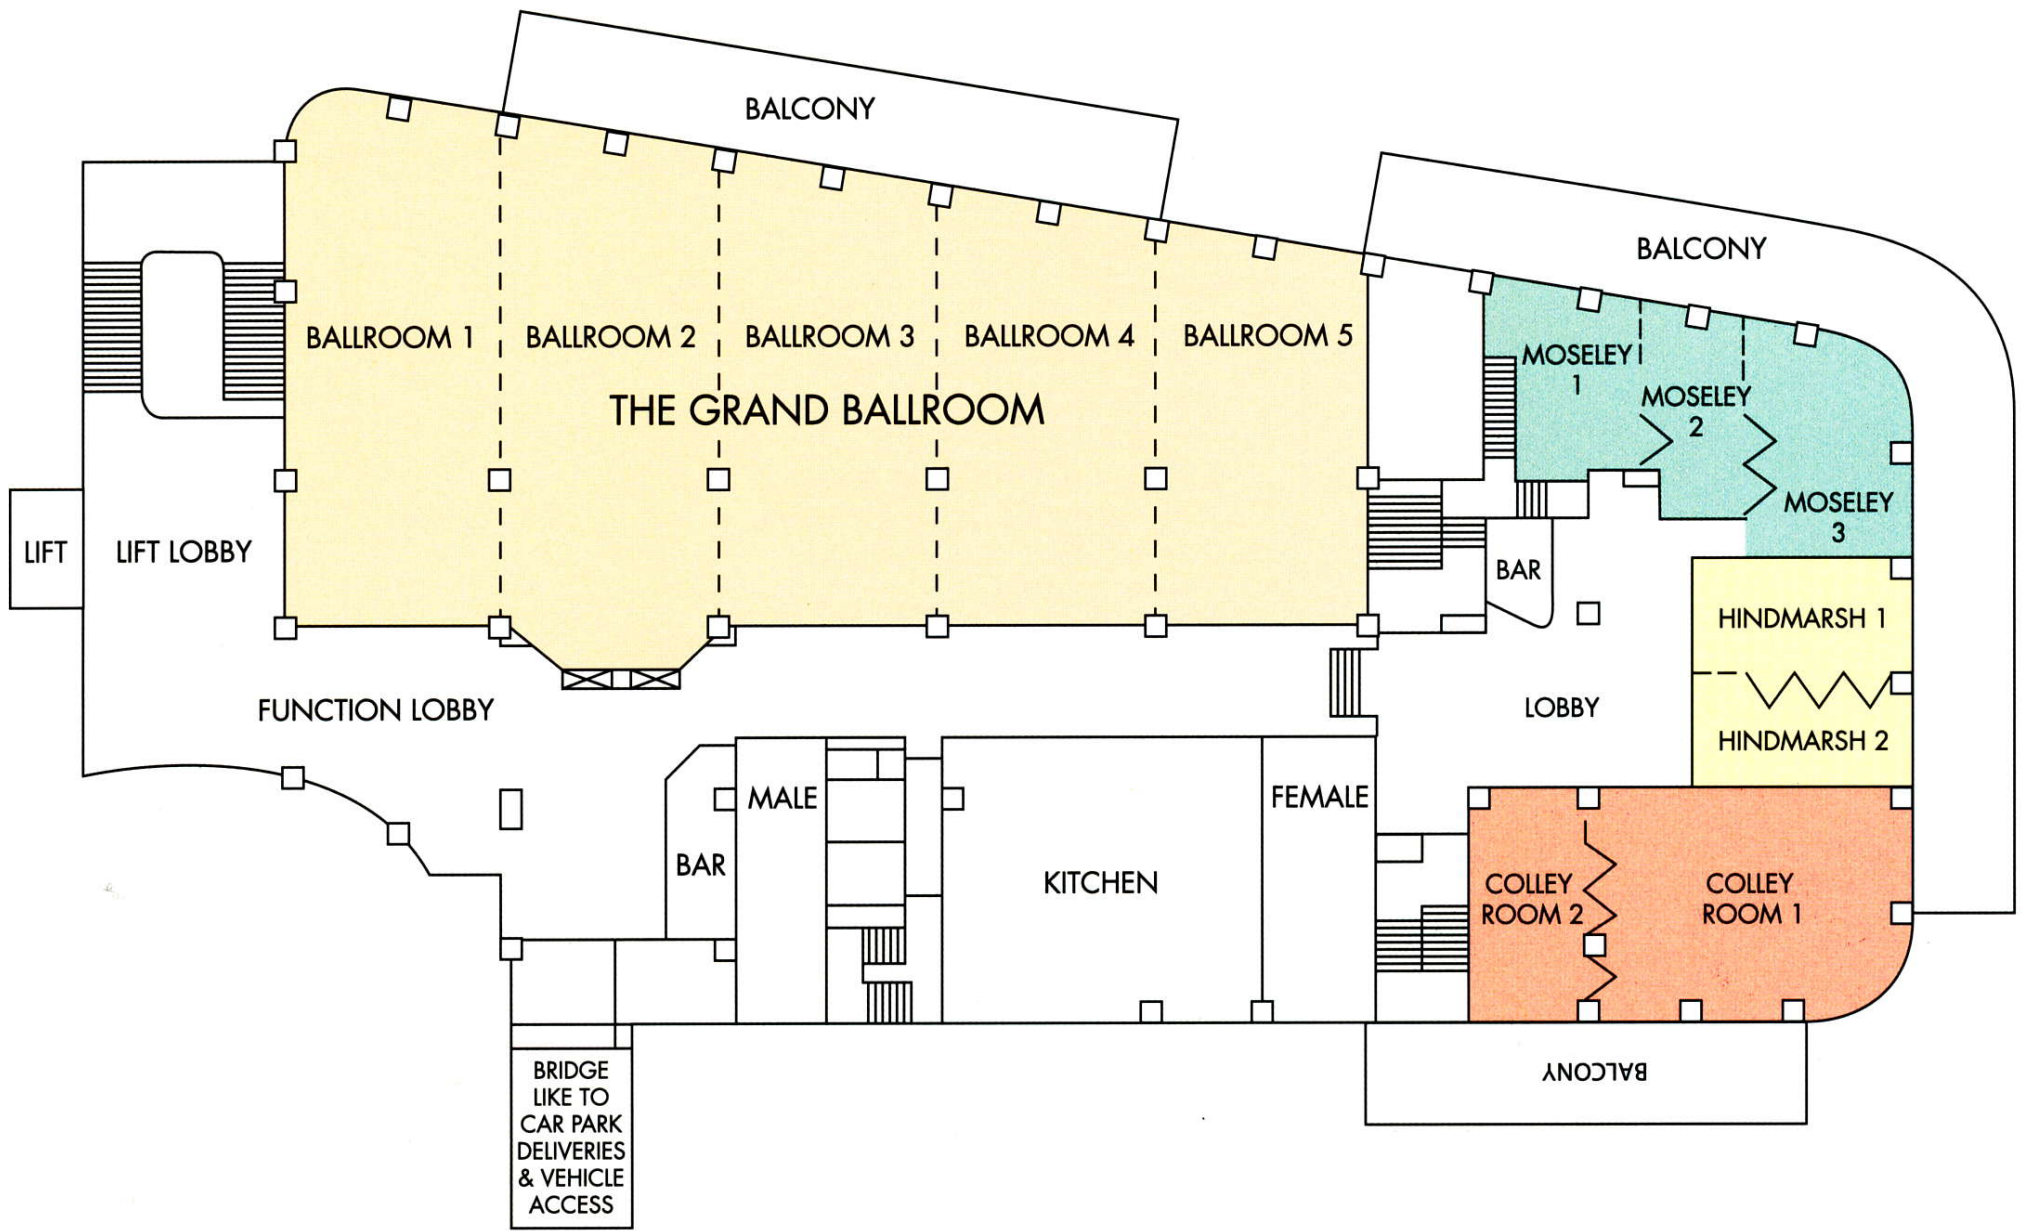 BALCONY
BALCONY
BALLROOM 1
BALLROOM 2
BALLROOM 3
BALLROOM 4
BALLROOM 5
THE GRAND BALLROOM
MOSELEY
1
MOSELEY
2
MOSELEY
3
LIFT
LIFT LOBBY
BAR
HINDMARSH 1
FUNCTION LOBBY
LOBBY
HINDMARSH 2
MALE
FEMALE
BAR
KITCHEN
COLLEY
ROOM 2
COLLEY
ROOM 1
BALCONY
BRIDGE
LIKE TO
CAR PARK
DELIVERIES
& VEHICLE
ACCESS